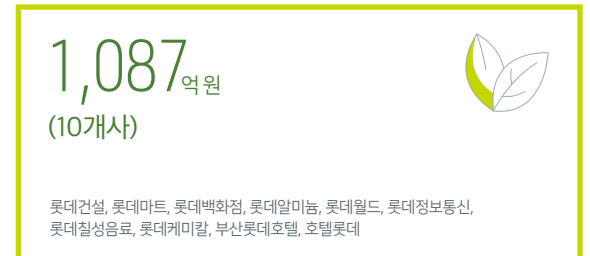 1,087억 원
(10개사)
롯데건설, 롯데마트, 롯데백화점, 롯데알미늄, 롯데월드, 롯데정보통신,
롯데칠성음료, 롯데케미칼, 부산롯데호텔, 호텔롯데